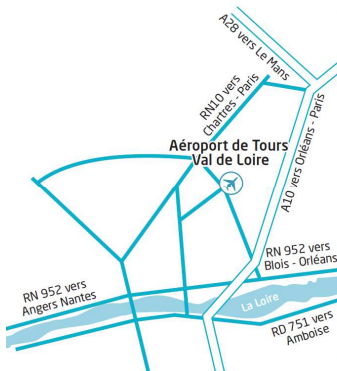 A28 vers Le Mans
RN10 vers
Chartres - Paris
Aéroport de Tours
Val de Loire
A10 vers Orléans - Paris
RN 952 vers
Blois - Orléans
RN 952 vers
Angers Nantes
La Loire
RD 751 vers
Amboise